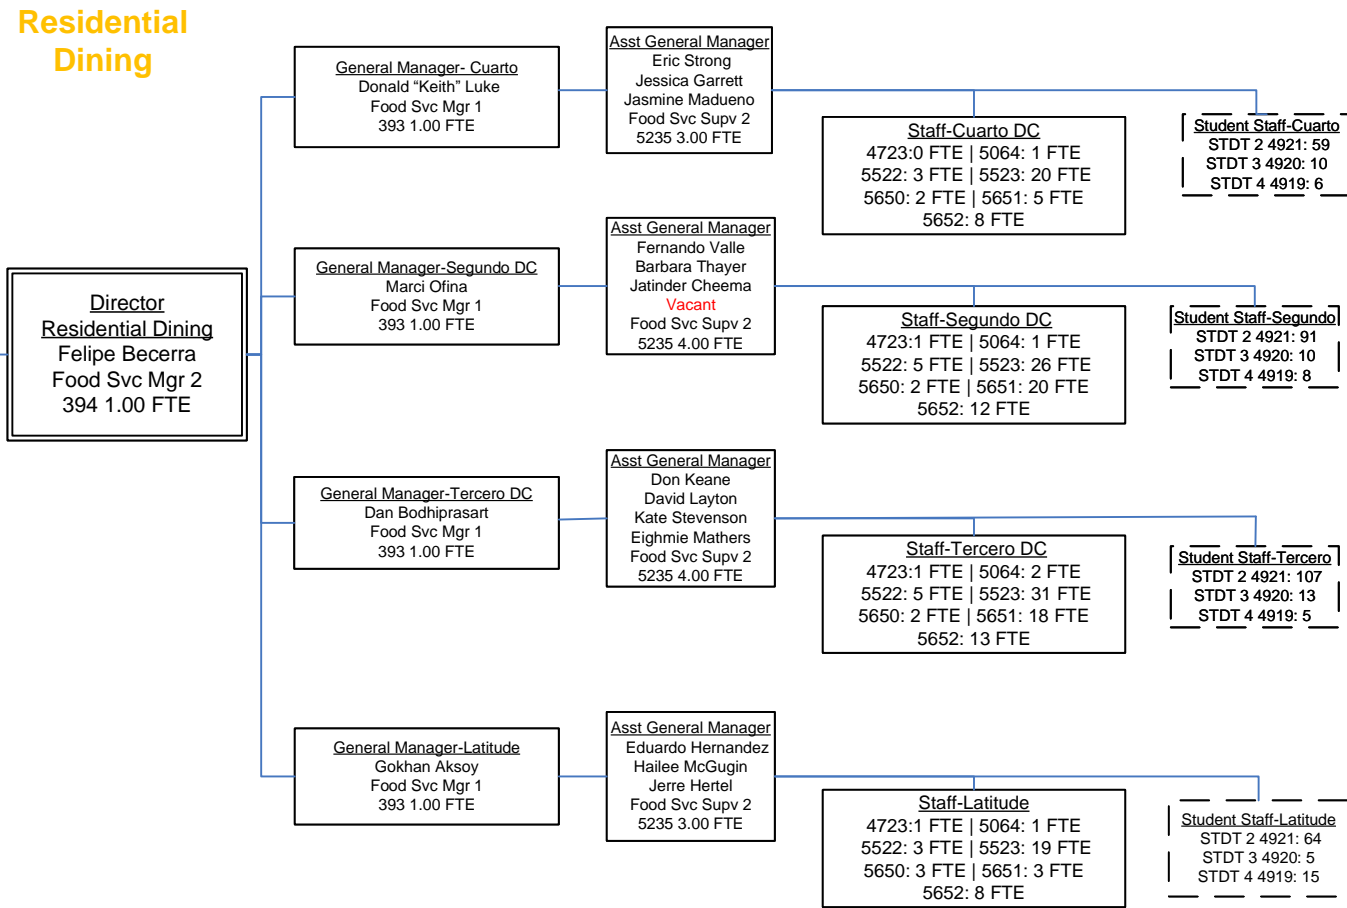 Residential
Dining
Director
Residential Dining
Felipe Becerra
Food Svc Mgr 2
394 1.00 FTE
General Manager- Cuarto
Donald “Keith” Luke
Food Svc Mgr 1
393 1.00 FTE
Asst General Manager
Eric Strong
Jessica Garrett
Jasmine Madueno
Food Svc Supv 2
5235 3.00 FTE
Staff-Cuarto DC
4723:0 FTE | 5064: 1 FTE
5522: 3 FTE | 5523: 20 FTE
5650: 2 FTE | 5651: 5 FTE
5652: 8 FTE
Student Staff-Cuarto
STDT 2 4921: 59
STDT 3 4920: 10
STDT 4 4919: 6
General Manager-Segundo DC
Marci Ofina
Food Svc Mgr 1
393 1.00 FTE
Asst General Manager
Fernando Valle
Barbara Thayer
Jatinder Cheema
Vacant
Food Svc Supv 2
5235 4.00 FTE
Staff-Segundo DC
4723:1 FTE | 5064: 1 FTE
5522: 5 FTE | 5523: 26 FTE
5650: 2 FTE | 5651: 20 FTE
5652: 12 FTE
Student Staff-Segundo
STDT 2 4921: 91
STDT 3 4920: 10
STDT 4 4919: 8
General Manager-Tercero DC
Dan Bodhiprasart
Food Svc Mgr 1
393 1.00 FTE
Asst General Manager
Don Keane
David Layton
Kate Stevenson
Eighmie Mathers
Food Svc Supv 2
5235 4.00 FTE
Staff-Tercero DC
4723:1 FTE | 5064: 2 FTE
5522: 5 FTE | 5523: 31 FTE
5650: 2 FTE | 5651: 18 FTE
5652: 13 FTE
Student Staff-Tercero
STDT 2 4921: 107
STDT 3 4920: 13
STDT 4 4919: 5
General Manager-Latitude
Gokhan Aksoy
Food Svc Mgr 1
393 1.00 FTE
Asst General Manager
Eduardo Hernandez
Hailee McGugin
Jerre Hertel
Food Svc Supv 2
5235 3.00 FTE
Staff-Latitude
4723:1 FTE | 5064: 1 FTE
5522: 3 FTE | 5523: 19 FTE
5650: 3 FTE | 5651: 3 FTE
5652: 8 FTE
Student Staff-Latitude
STDT 2 4921: 64
STDT 3 4920: 5
STDT 4 4919: 15